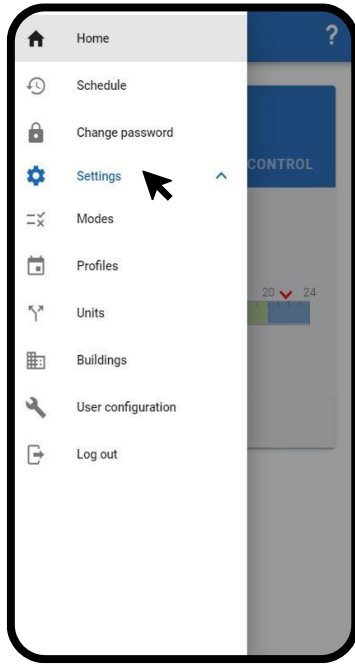 Home
?
Schedule
Change password
CONTROL
Settings
Modes
Profiles
20 24
Units
Buildings
User configuration
Log out